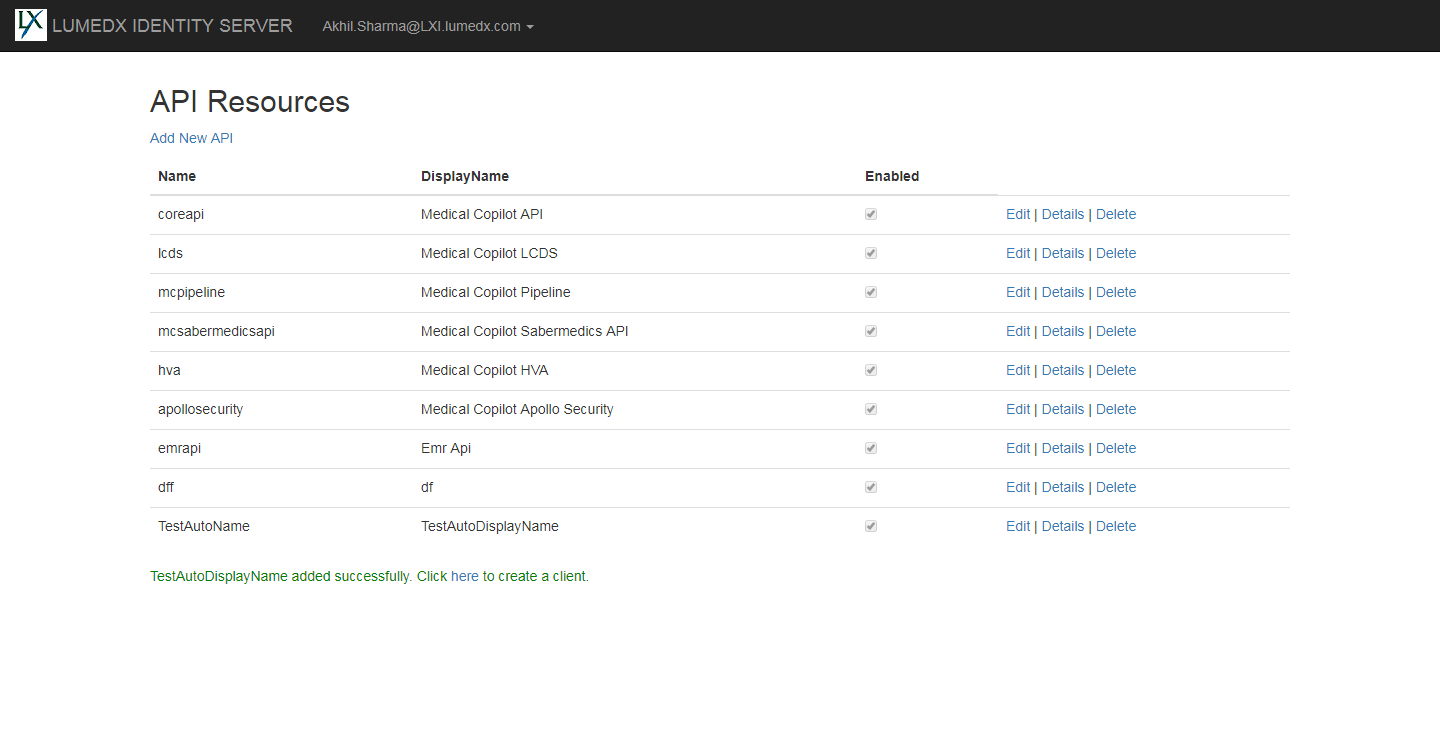 LX LUMEDX IDENTITY SERVER Akhil.Sharma@LXI.lumedx.com
API Resources
Add New API
Name DisplayName Enabled
coreapi Medical Copilot API Edit | Details | Delete
lcds Medical Copilot LCDS Edit | Details | Delete
mcpipeline Medical Copilot Pipeline Edit | Details | Delete
mcsabermedicsapi Medical Copilot Sabermedics API Edit | Details | Delete
hva Medical Copilot HVA Edit | Details | Delete
apollosecurity Medical Copilot Apollo Security Edit | Details | Delete
emrapi Emr Api Edit | Details | Delete
dff df Edit | Details | Delete
TestAutoName TestAutoDisplayName Edit | Details | Delete
TestAutoDisplayName added successfully. Click here to create a client.